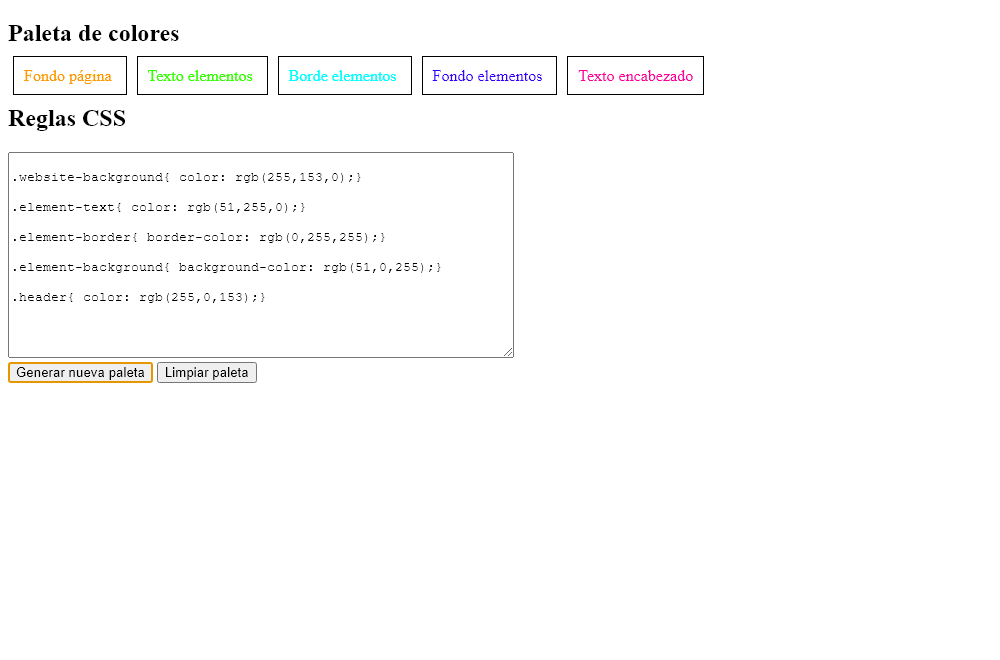 Paleta de colores
Fondo página Texto elementos Borde elementos Fondo elementos Texto encabezado
Reglas CSS
.website-background{ color: rgb(255,153,0);}
.element-text{ color: rgb(51,255,0);}
.element-border{ border-color: rgb(0,255,255);}
.element-background{ background-color: rgb(51,0,255);}
.header{ color: rgb(255,0,153);}
Generar nueva paleta Limpiar paleta